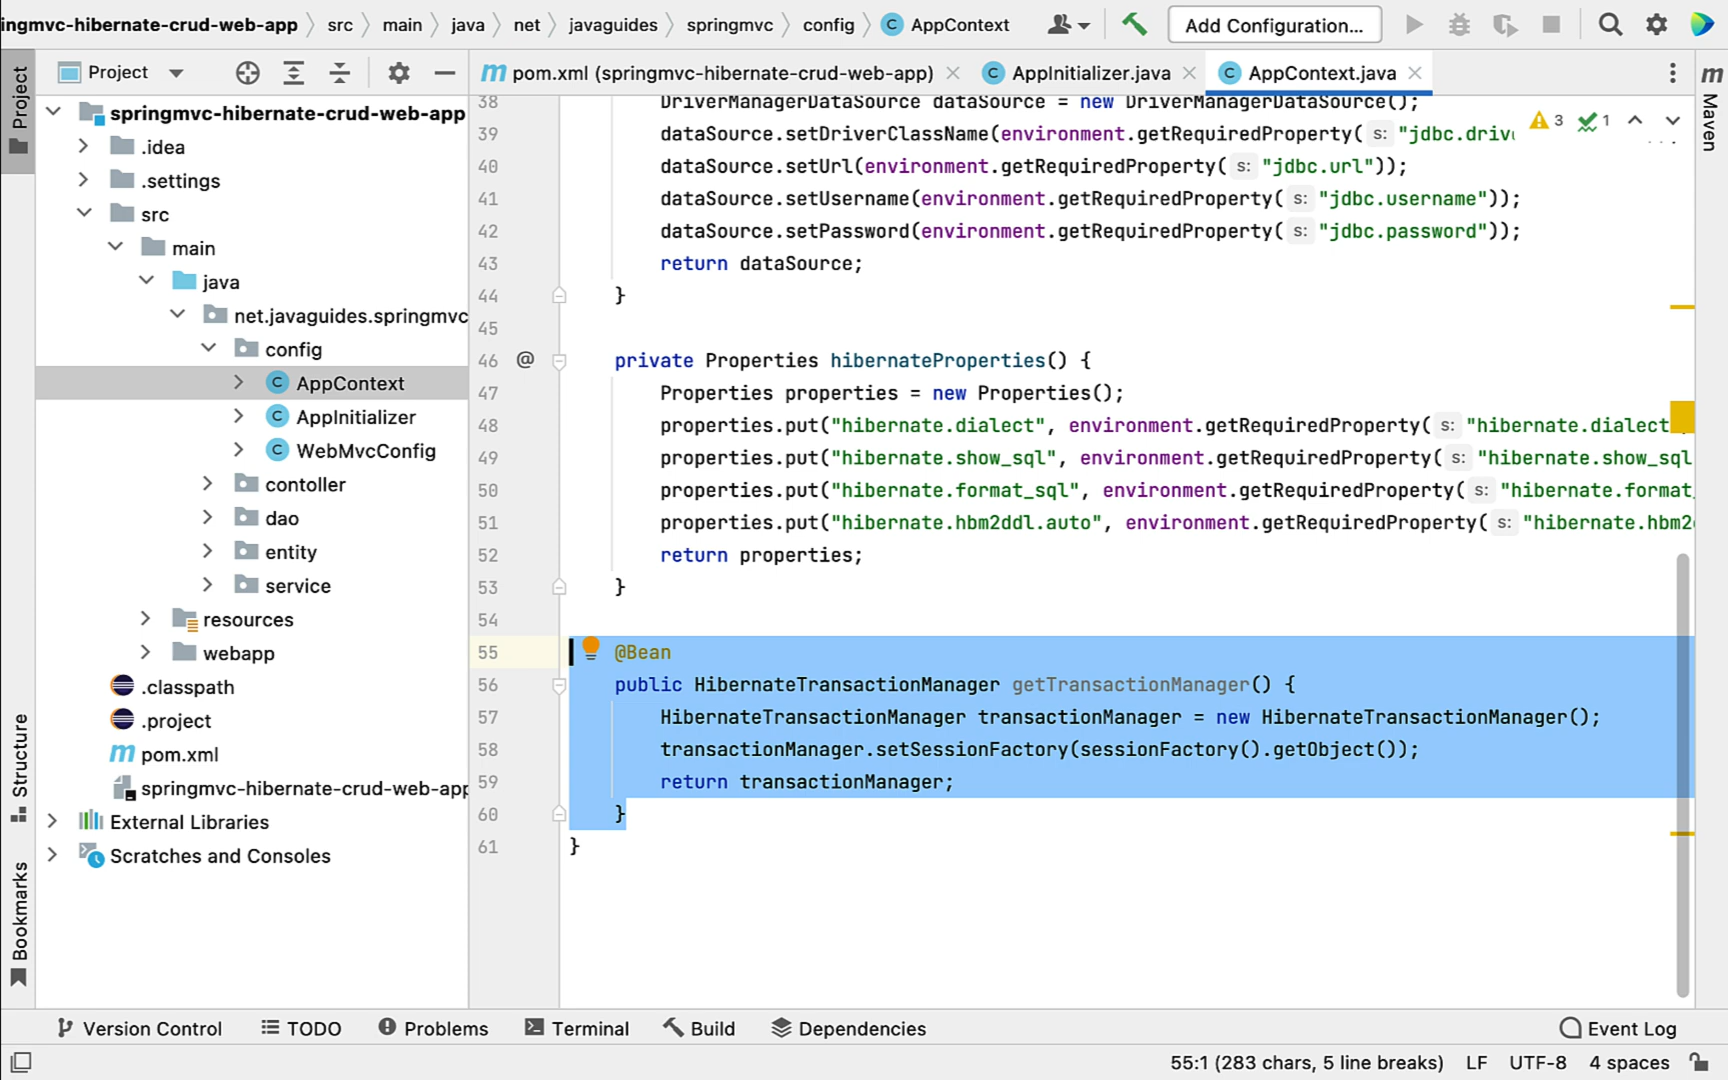 ingmvc-hibernate-crud-web-app src main java net javaguides springmvc config C AppContext Add Configuration...
Project
m pom.xml (springmvc-hibernate-crud-web-app) C AppInitializer.java C AppContext.java
Project
m Maven
springmvc-hibernate-crud-web-app
.idea
.settings
src
main
java
net.javaguides.springmvc
config
C AppContext
C AppInitializer
C WebMvcConfig
contoller
dao
entity
service
resources
webapp
.classpath
.project
m pom.xml
springmvc-hibernate-crud-web-app
External Libraries
Scratches and Consoles
Structure
Bookmarks
3 1
38 DriverManagerDataSource dataSource = new DriverManagerDataSource();
39 dataSource.setDriverClassName(environment.getRequiredProperty( s: "jdbc.driv
40 dataSource.setUrl(environment.getRequiredProperty( s: "jdbc.url"));
41 dataSource.setUsername(environment.getRequiredProperty( s: "jdbc.username"));
42 dataSource.setPassword(environment.getRequiredProperty( s: "jdbc.password"));
43 return dataSource;
44 }
45
46 @ private Properties hibernateProperties() {
47 Properties properties = new Properties();
48 properties.put("hibernate.dialect", environment.getRequiredProperty( s: "hibernate.dialect
49 properties.put("hibernate.show_sql", environment.getRequiredProperty( s: "hibernate.show_sql
50 properties.put("hibernate.format_sql", environment.getRequiredProperty( s: "hibernate.format_
51 properties.put("hibernate.hbm2ddl.auto", environment.getRequiredProperty( s: "hibernate.hbm2
52 return properties;
53 }
54
55 @Bean
56 public HibernateTransactionManager getTransactionManager() {
57 HibernateTransactionManager transactionManager = new HibernateTransactionManager();
58 transactionManager.setSessionFactory(sessionFactory().getObject());
59 return transactionManager;
60 }
61 }
Version Control TODO Problems Terminal Build Dependencies Event Log
55:1 (283 chars, 5 line breaks) LF UTF-8 4 spaces